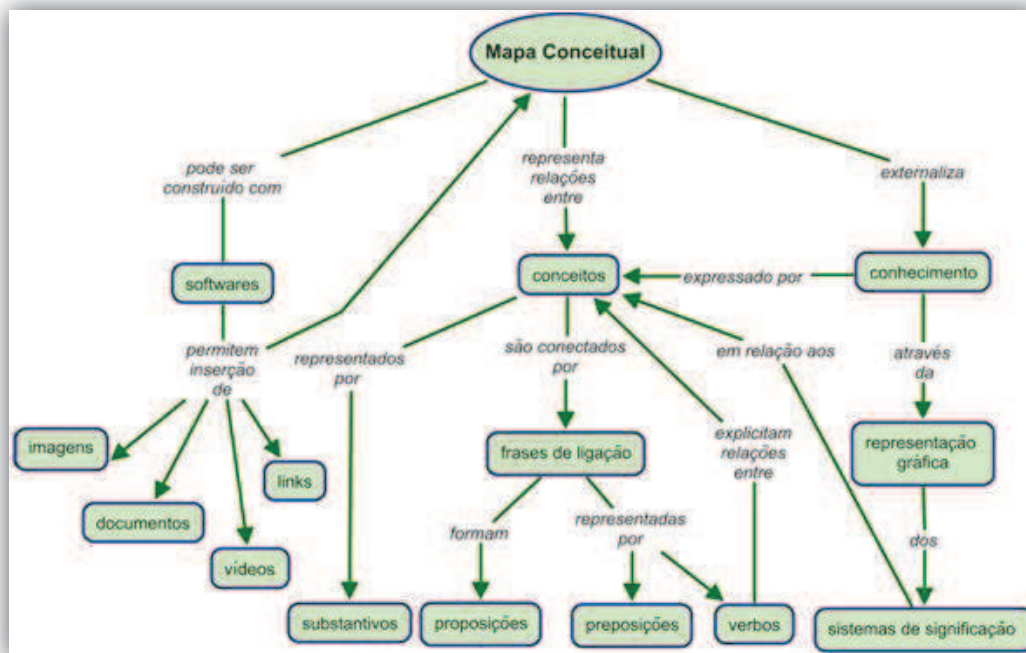 Mapa Conceitual
pode ser
construido com
representa
relações
entre
externaliza
softwares
conceitos
expressado por
conhecimento
permitem
inserção
de
representados
por
são conectados
por
em relação aos
através
da
imagens
links
documentos
vídeos
frases de ligação
explicitam
relações
entre
representação
gráfica
formam
representadas
por
dos
substantivos
proposições
preposições
verbos
sistemas de significação